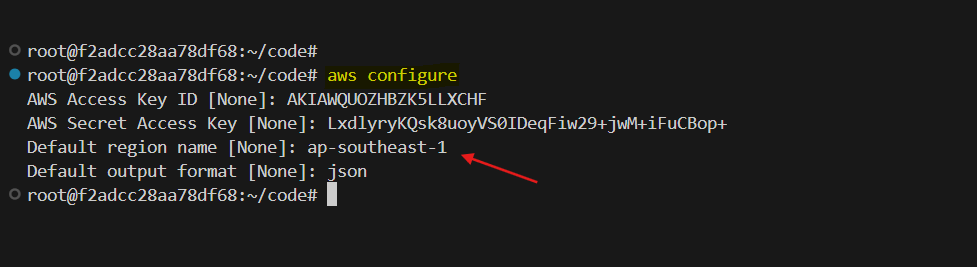 root@f2adcc28aa78df68:~/code#
root@f2adcc28aa78df68:~/code# aws configure
AWS Access Key ID [None]: AKIAWQUOZHBZK5LLXCHF
AWS Secret Access Key [None]: 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
Default region name [None]: ap-southeast-1
Default output format [None]: json
root@f2adcc28aa78df68:~/code#